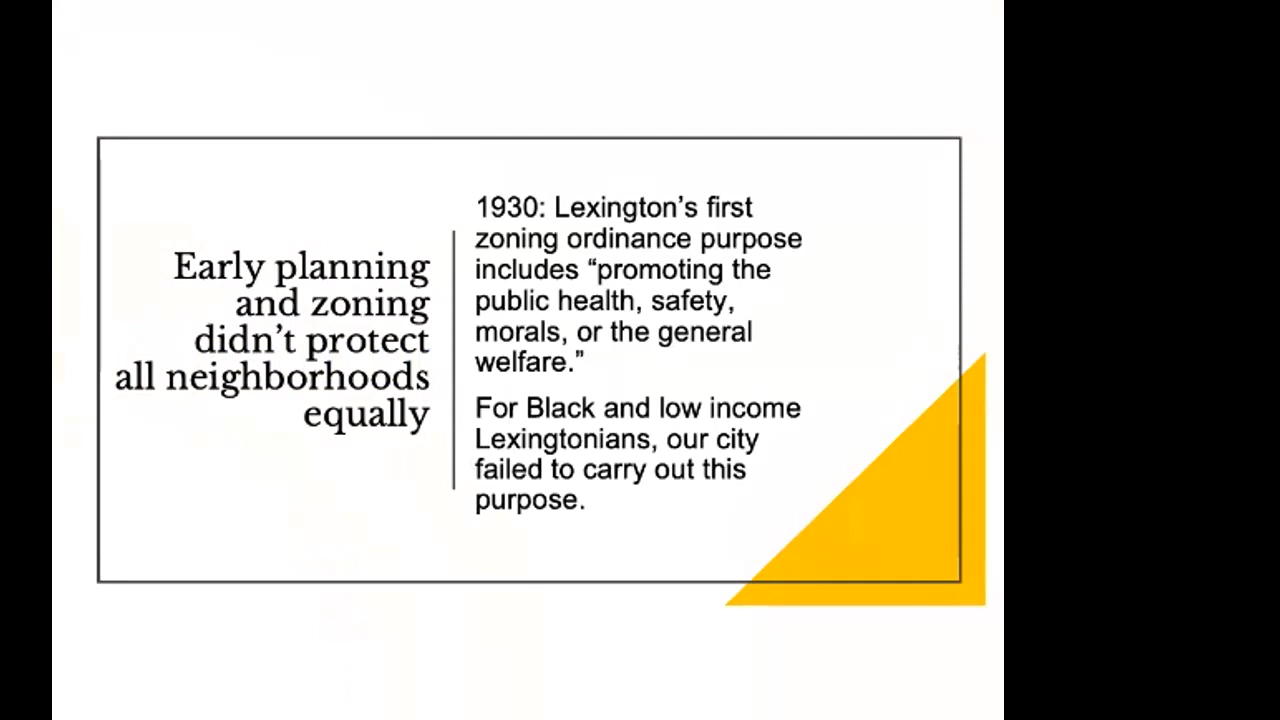 Early planning
and zoning
didn’t protect
all neighborhoods
equally
1930: Lexington’s first
zoning ordinance purpose
includes “promoting the
public health, safety,
morals, or the general
welfare.”
For Black and low income
Lexingtonians, our city
failed to carry out this
purpose.